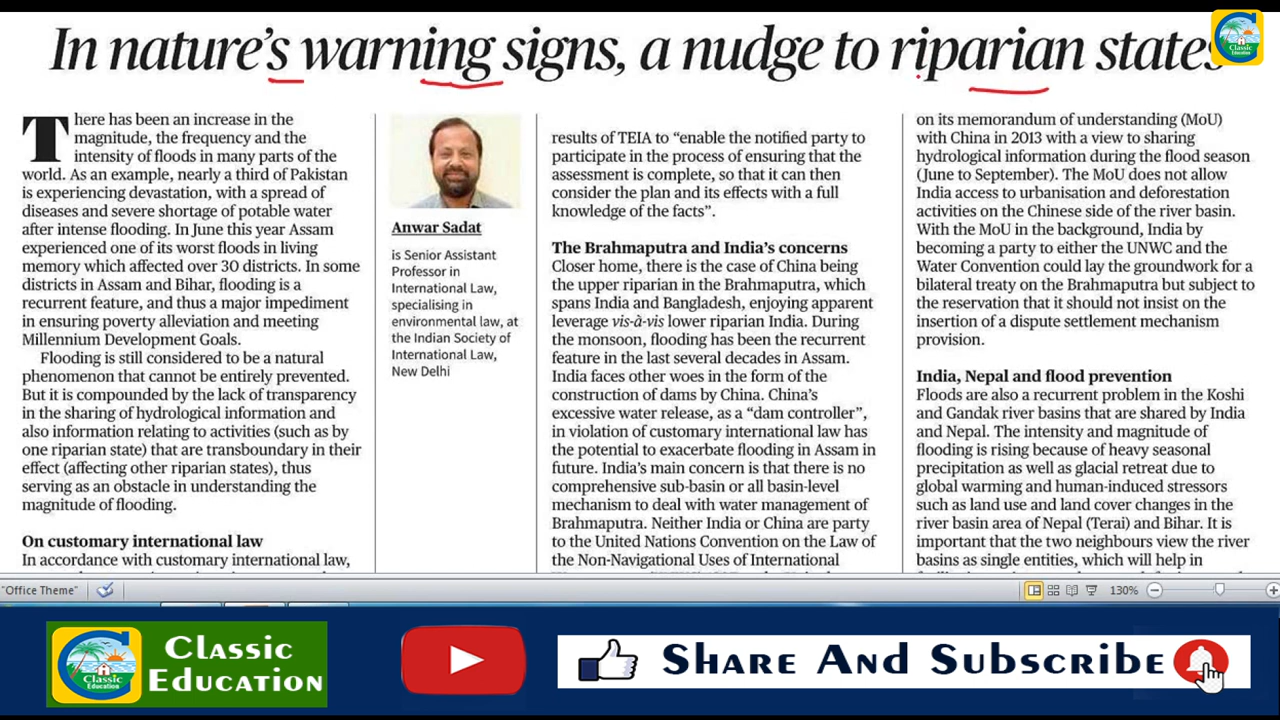 In nature's warning signs, a nudge to riparian states
Classic
Education
There has been an increase in the
magnitude, the frequency and the
intensity of floods in many parts of the
world. As an example, nearly a third of Pakistan
is experiencing devastation, with a spread of
diseases and severe shortage of potable water
after intense flooding. In June this year Assam
experienced one of its worst floods in living
memory which affected over 30 districts. In some
districts in Assam and Bihar, flooding is a
recurrent feature, and thus a major impediment
in ensuring poverty alleviation and meeting
Millennium Development Goals.
Flooding is still considered to be a natural
phenomenon that cannot be entirely prevented.
But it is compounded by the lack of transparency
in the sharing of hydrological information and
also information relating to activities (such as by
one riparian state) that are transboundary in their
effect (affecting other riparian states), thus
serving as an obstacle in understanding the
magnitude of flooding.
On customary international law
In accordance with customary international law,
Anwar Sadat
is Senior Assistant
Professor in
International Law,
specialising in
environmental law, at
the Indian Society of
International Law,
New Delhi
results of TEIA to “enable the notified party to
participate in the process of ensuring that the
assessment is complete, so that it can then
consider the plan and its effects with a full
knowledge of the facts”.
The Brahmaputra and India's concerns
Closer home, there is the case of China being
the upper riparian in the Brahmaputra, which
spans India and Bangladesh, enjoying apparent
leverage vis-à-vis lower riparian India. During
the monsoon, flooding has been the recurrent
feature in the last several decades in Assam.
India faces other woes in the form of the
construction of dams by China. China's
excessive water release, as a “dam controller”,
in violation of customary international law has
the potential to exacerbate flooding in Assam in
future. India's main concern is that there is no
comprehensive sub-basin or all basin-level
mechanism to deal with water management of
Brahmaputra. Neither India or China are party
to the United Nations Convention on the Law of
the Non-Navigational Uses of International
on its memorandum of understanding (MoU)
with China in 2013 with a view to sharing
hydrological information during the flood season
(June to September). The MoU does not allow
India access to urbanisation and deforestation
activities on the Chinese side of the river basin.
With the MoU in the background, India by
becoming a party to either the UNWC and the
Water Convention could lay the groundwork for a
bilateral treaty on the Brahmaputra but subject to
the reservation that it should not insist on the
insertion of a dispute settlement mechanism
provision.
India, Nepal and flood prevention
Floods are also a recurrent problem in the Koshi
and Gandak river basins that are shared by India
and Nepal. The intensity and magnitude of
flooding is rising because of heavy seasonal
precipitation as well as glacial retreat due to
global warming and human-induced stressors
such as land use and land cover changes in the
river basin area of Nepal (Terai) and Bihar. It is
important that the two neighbours view the river
basins as single entities, which will help in
"Office Theme"
130%
Classic
Education
Classic
Education
Share And Subscribe